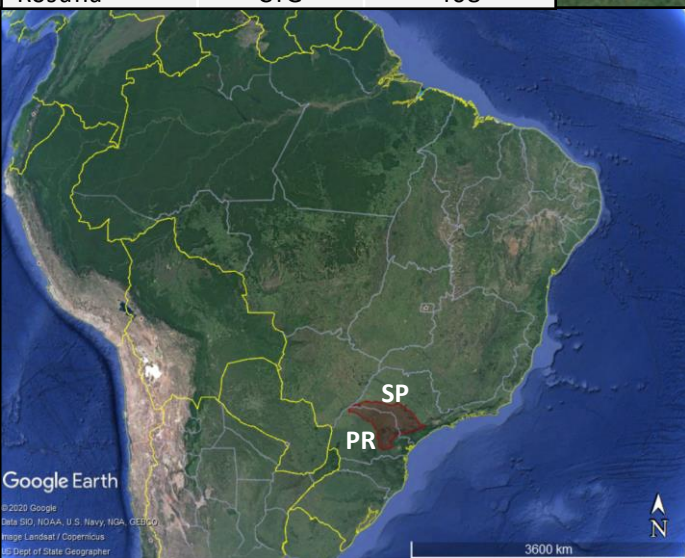 SP
PR
Google Earth
©2020 Google
Data SIO, NOAA, U.S. Navy, NGA, GEBCO
Image Landsat / Copernicus
US Dept of State Geographer
N
3600 km